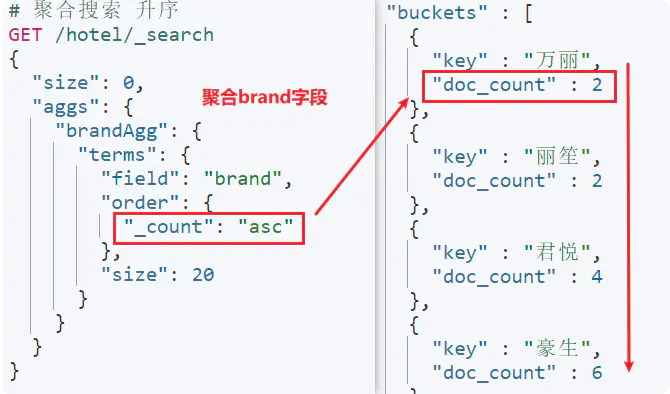 # 聚合搜索 升序
GET /hotel/_search
{
  "size": 0,
  "aggs": {
    "brandAgg": {
      "terms": {
        "field": "brand",
        "order": {
          "_count": "asc"
        },
        "size": 20
      }
    }
  }
}
聚合brand字段
"buckets" : [
  {
    "key" : "万丽",
    "doc_count" : 2
  },
  {
    "key" : "丽笙",
    "doc_count" : 2
  },
  {
    "key" : "君悦",
    "doc_count" : 4
  },
  {
    "key" : "豪生",
    "doc_count" : 6